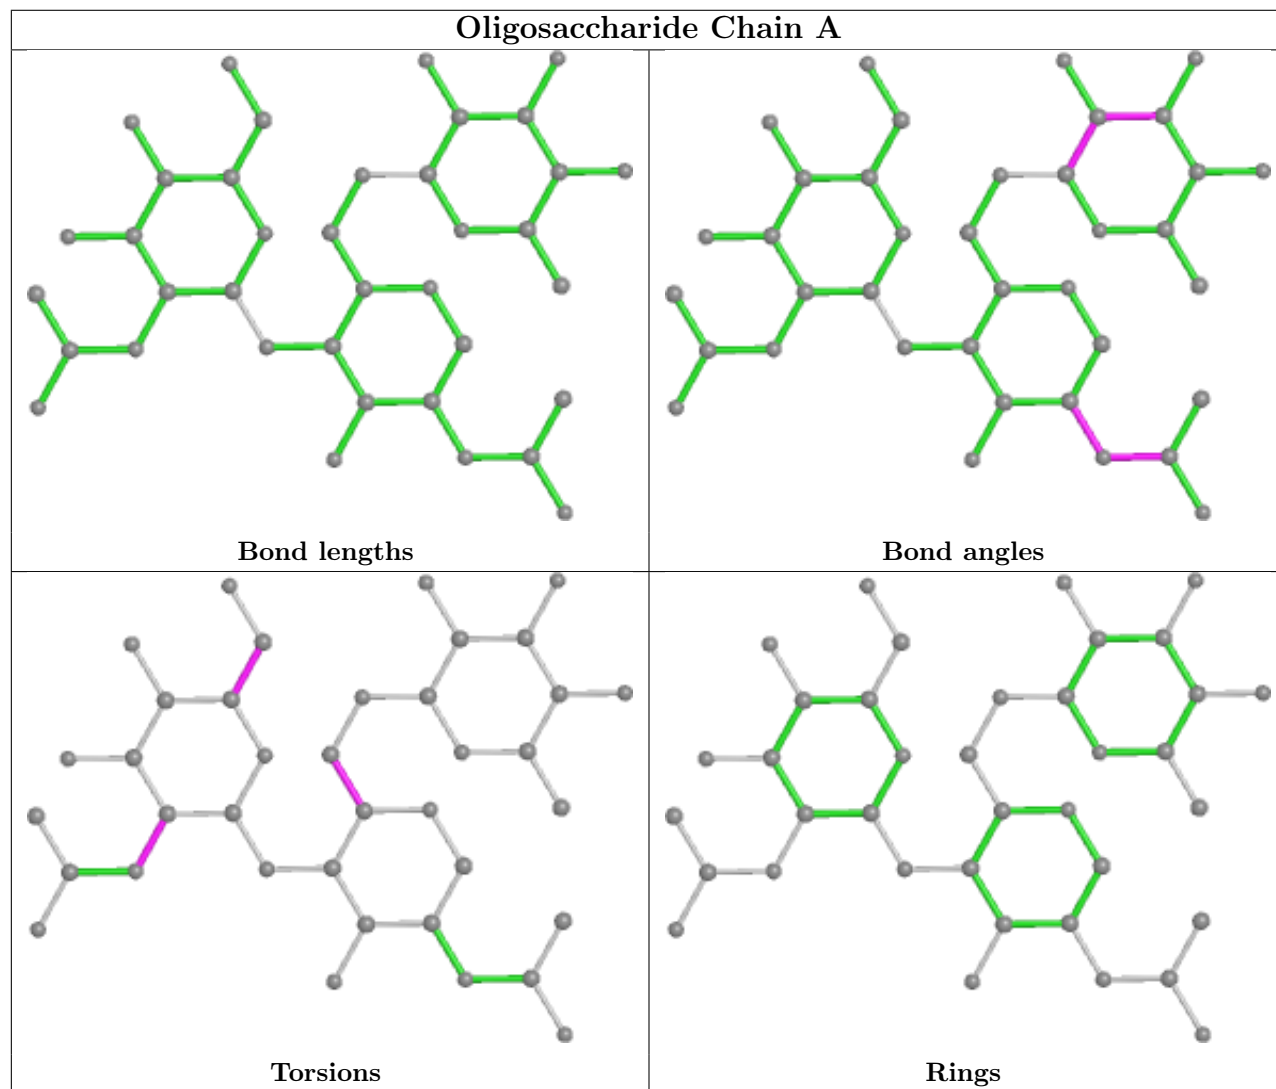 Oligosaccharide Chain A
Bond lengths
Bond angles
Torsions
Rings